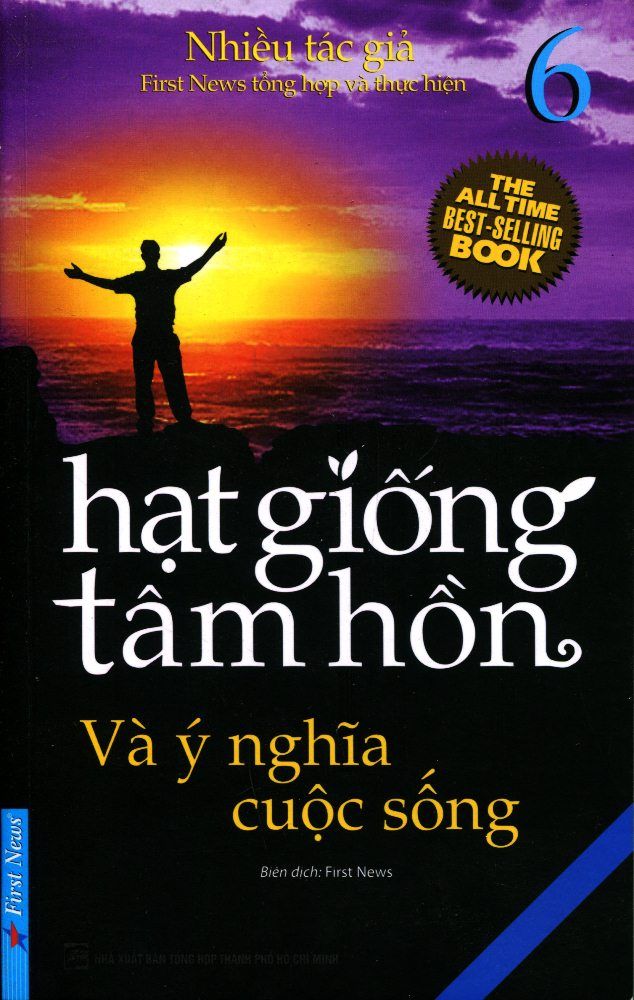 Nhiều tác giả
First News tổng hợp và thực hiện
6
THE
ALL TIME
BEST-SELLING
BOOK
hạt giống
tâm hồn
Và ý nghĩa
cuộc sống
Biên dịch: First News
First News
NHÀ XUẤT BẢN TỔNG HỢP THÀNH PHỐ HỒ CHÍ MINH